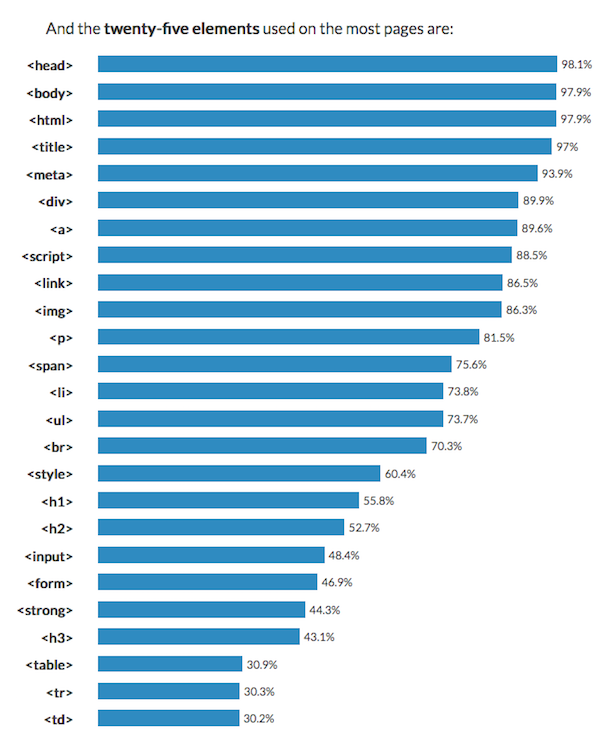 And the twenty-five elements used on the most pages are:
<head> 98.1%
<body> 97.9%
<html> 97.9%
<title> 97%
<meta> 93.9%
<div> 89.9%
<a> 89.6%
<script> 88.5%
<link> 86.5%
<img> 86.3%
<p> 81.5%
<span> 75.6%
<li> 73.8%
<ul> 73.7%
<br> 70.3%
<style> 60.4%
<h1> 55.8%
<h2> 52.7%
<input> 48.4%
<form> 46.9%
<strong> 44.3%
<h3> 43.1%
<table> 30.9%
<tr> 30.3%
<td> 30.2%